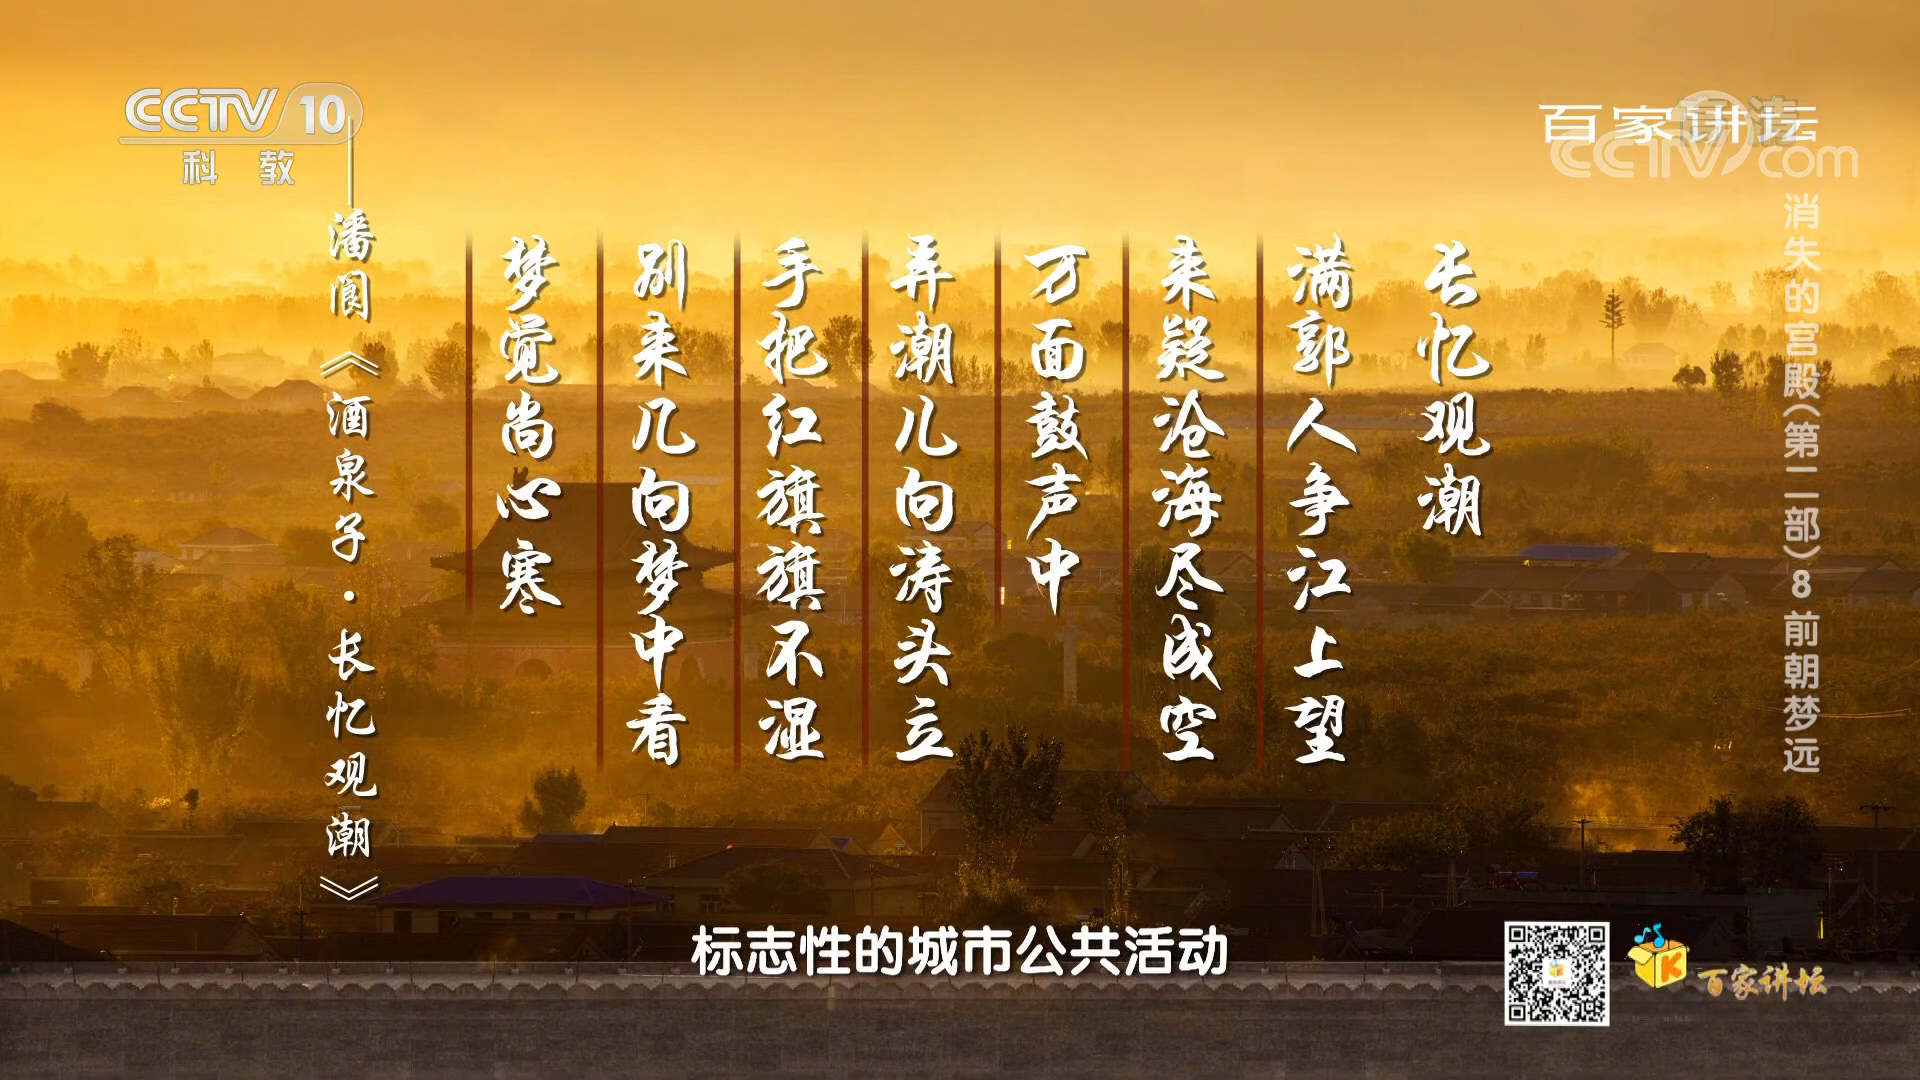 CCTV 10
科教
百家讲坛
CCTV.com
消失的宫殿(第二部)8 前朝梦远
长忆观潮
满郭人争江上望
来疑沧海尽成空
万面鼓声中
弄潮儿向涛头立
手把红旗旗不湿
别来几向梦中看
梦觉尚心寒
潘阆《酒泉子·长忆观潮》
标志性的城市公共活动
K
百家讲坛